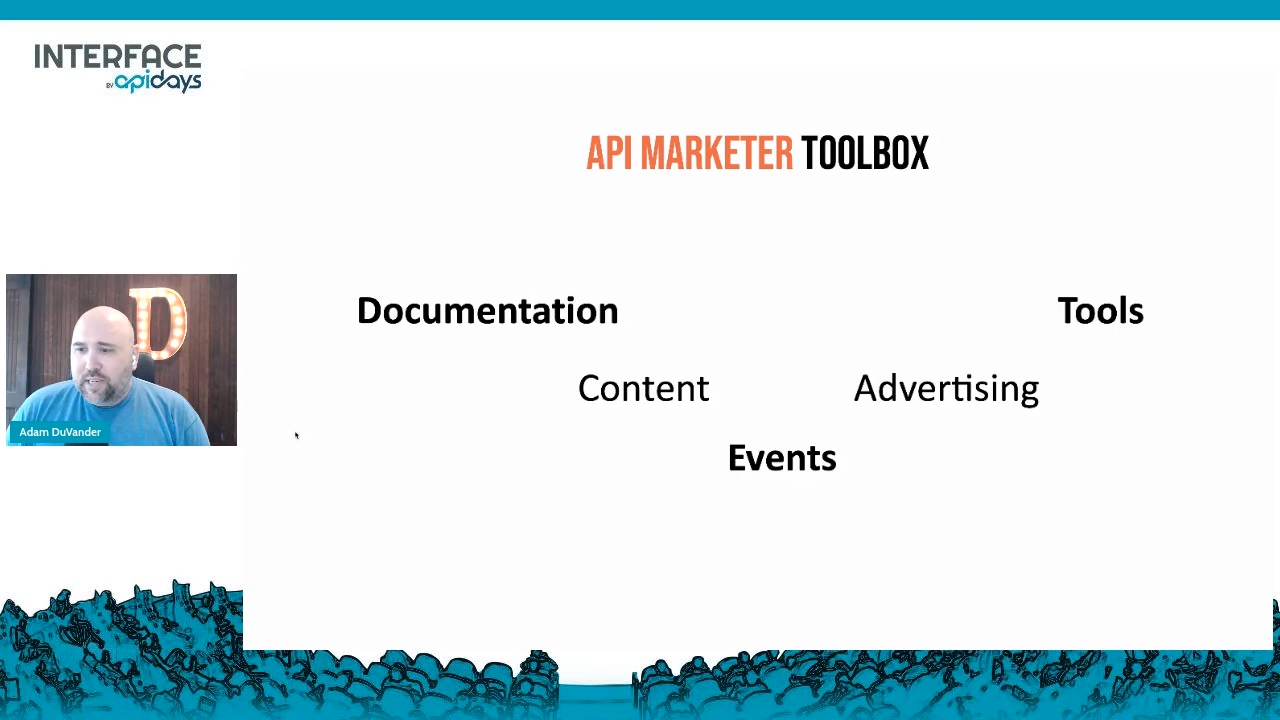 INTERFACE
BY apidays
API MARKETER TOOLBOX
Documentation
Tools
Content
Advertising
Events
D
Adam DuVander